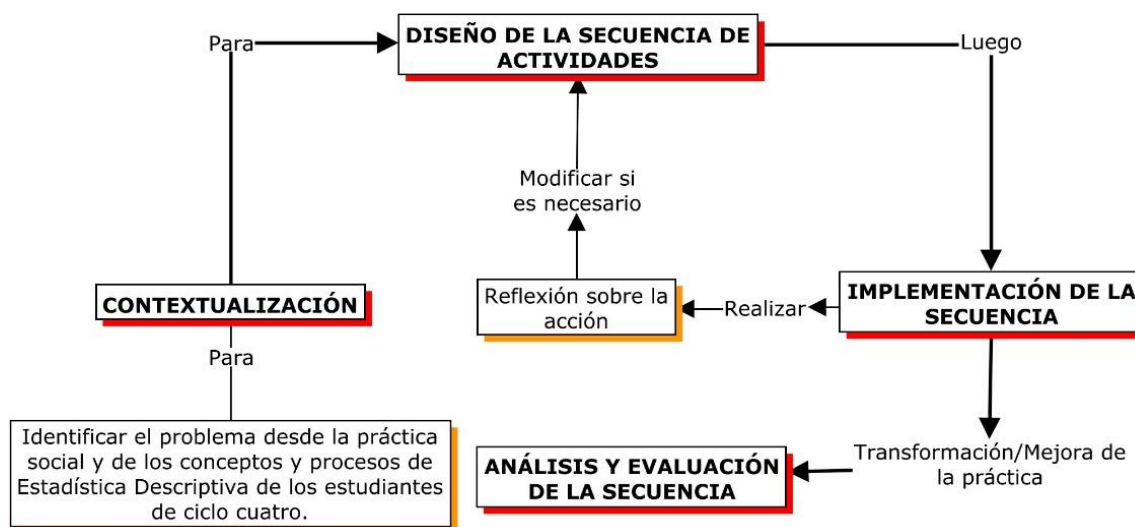 Para
DISEÑO DE LA SECUENCIA DE
ACTIVIDADES
Luego
Modificar si
es necesario
CONTEXTUALIZACIÓN
Reflexión sobre la
acción
Realizar
IMPLEMENTACIÓN DE LA
SECUENCIA
Para
Identificar el problema desde la práctica
social y de los conceptos y procesos de
Estadística Descriptiva de los estudiantes
de ciclo cuatro.
ANÁLISIS Y EVALUACIÓN
DE LA SECUENCIA
Transformación/Mejora de
la práctica